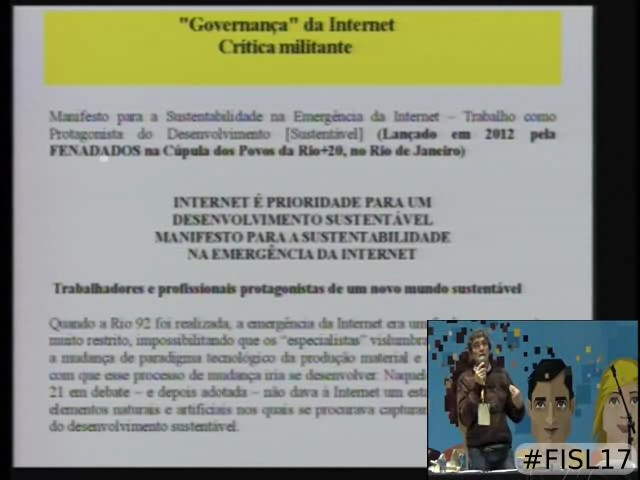 "Governança" da Internet
Crítica militante
Manifesto para a Sustentabilidade na Emergência da Internet – Trabalho como
Protagonista do Desenvolvimento [Sustentável] (Lançado em 2012 pela
FENADADOS na Cúpula dos Povos da Rio+20, no Rio de Janeiro)
INTERNET É PRIORIDADE PARA UM
DESENVOLVIMENTO SUSTENTÁVEL
MANIFESTO PARA A SUSTENTABILIDADE
NA EMERGÊNCIA DA INTERNET
Trabalhadores e profissionais protagonistas de um novo mundo sustentável
Quando a Rio 92 foi realizada, a emergência da Internet era um
muito restrito, impossibilitando que os "especialistas"
a mudança de paradigma tecnológico da produção material e
com que esse processo de mudança iria se desenvolver.
21 em debate – e depois adotada – não dava à Internet um
elementos naturais e artificiais nos quais se procurava
do desenvolvimento sustentável.
#FISL17